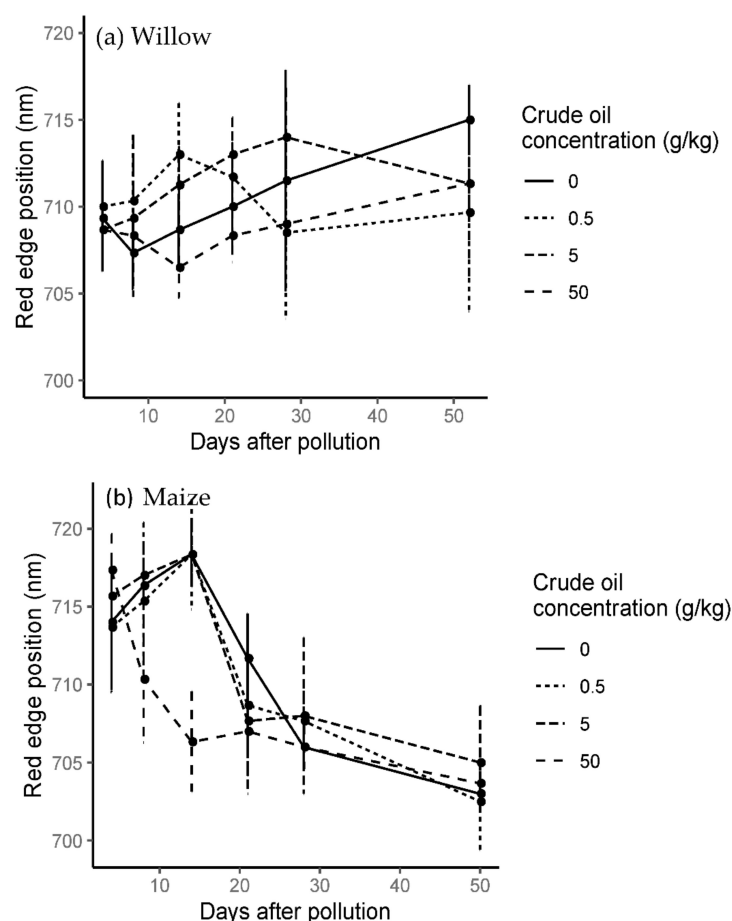 (a) Willow
Red edge position (nm)
720
715
710
705
700
10 20 30 40 50
Days after pollution
Crude oil
concentration (g/kg)
0
0.5
5
50
(b) Maize
Red edge position (nm)
720
715
710
705
700
10 20 30 40 50
Days after pollution
Crude oil
concentration (g/kg)
0
0.5
5
50